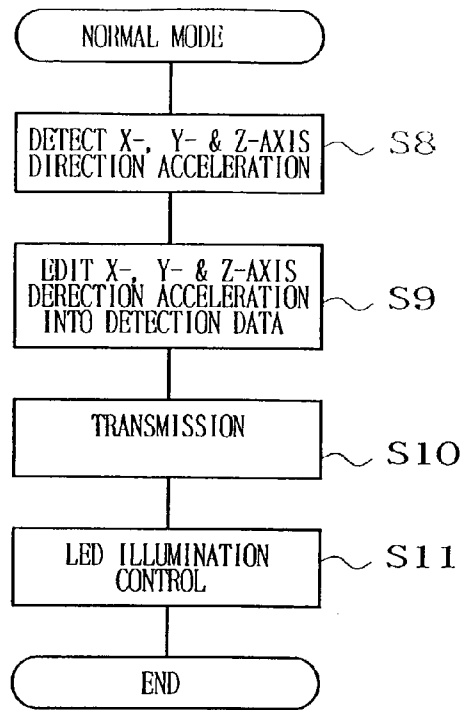 NORMAL MODE
DETECT X-, Y- & Z-AXIS
DIRECTION ACCELERATION
S8
EDIT X-, Y- & Z-AXIS
DERECTION ACCELERATION
INTO DETECTION DATA
S9
TRANSMISSION
S10
LED ILLUMINATION
CONTROL
S11
END